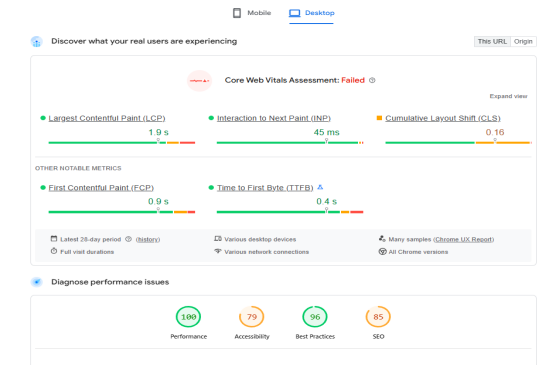 Mobile Desktop
Discover what your real users are experiencing This URL Origin
Core Web Vitals Assessment: Failed
Expand view
Largest Contentful Paint (LCP) Interaction to Next Paint (INP) Cumulative Layout Shift (CLS)
1.9 s 45 ms 0.16
OTHER NOTABLE METRICS
First Contentful Paint (FCP) Time to First Byte (TTFB)
0.9 s 0.4 s
Latest 28-day period (history) Various desktop devices Many samples (Chrome UX Report)
Full visit durations Various network connections All Chrome versions
Diagnose performance issues
100 79 96 85
Performance Accessibility Best Practices SEO